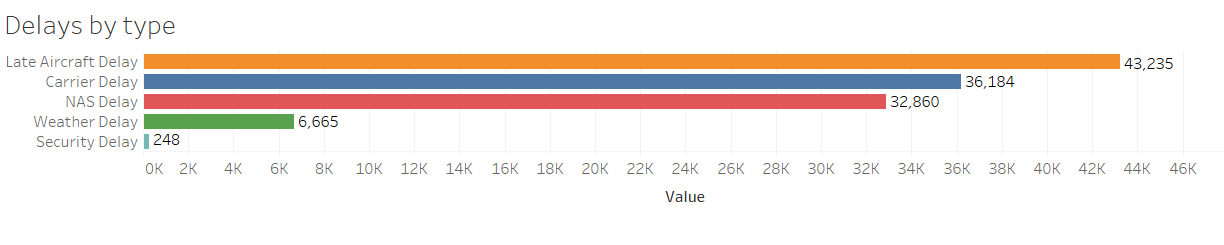 Delays by type
Late Aircraft Delay 43,235
Carrier Delay 36,184
NAS Delay 32,860
Weather Delay 6,665
Security Delay 248
0K 2K 4K 6K 8K 10K 12K 14K 16K 18K 20K 22K 24K 26K 28K 30K 32K 34K 36K 38K 40K 42K 44K 46K
Value